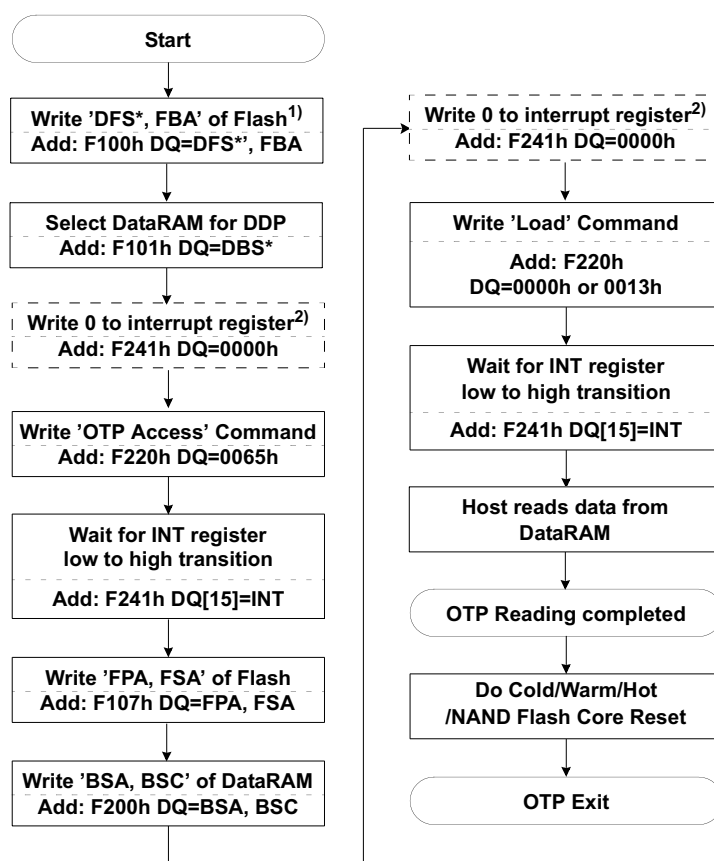 Start
Write 'DFS*, FBA' of Flash1)
Add: F100h DQ=DFS*', FBA
Select DataRAM for DDP
Add: F101h DQ=DBS*
Write 0 to interrupt register2)
Add: F241h DQ=0000h
Write 'OTP Access' Command
Add: F220h DQ=0065h
Wait for INT register
low to high transition
Add: F241h DQ[15]=INT
Write 'FPA, FSA' of Flash
Add: F107h DQ=FPA, FSA
Write 'BSA, BSC' of DataRAM
Add: F200h DQ=BSA, BSC
Write 0 to interrupt register2)
Add: F241h DQ=0000h
Write 'Load' Command
Add: F220h
DQ=0000h or 0013h
Wait for INT register
low to high transition
Add: F241h DQ[15]=INT
Host reads data from
DataRAM
OTP Reading completed
Do Cold/Warm/Hot
/NAND Flash Core Reset
OTP Exit